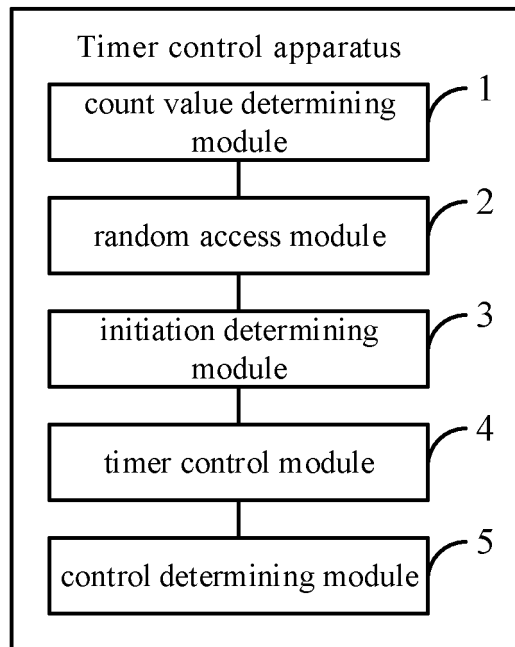 Timer control apparatus
count value determining
module
1
random access module
2
initiation determining
module
3
timer control module
4
control determining module
5